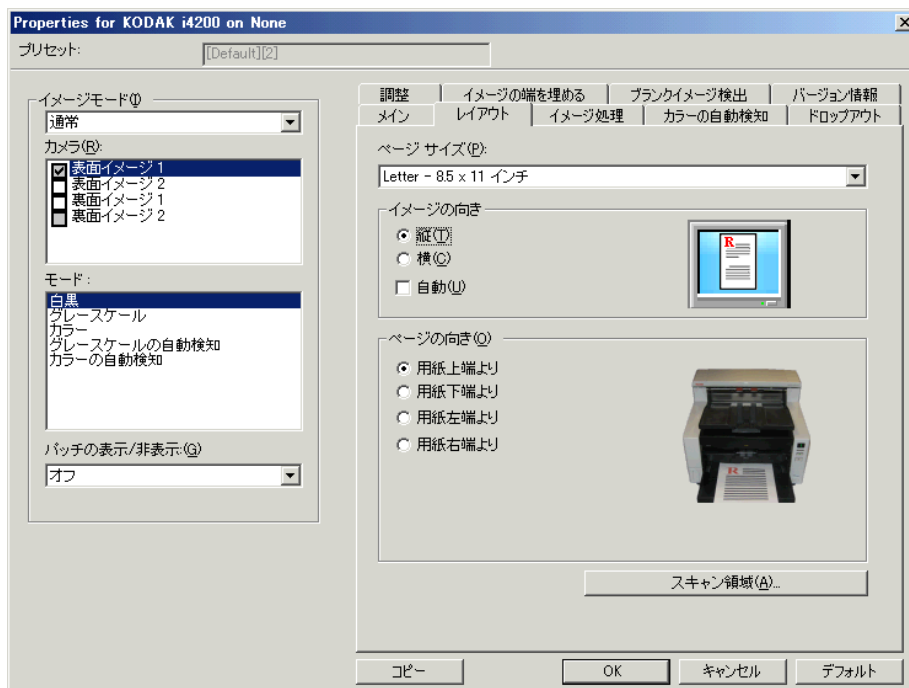 Properties for KODAK i4200 on None
プリセット:
[Default][2]
イメージモード(I)
通常
カメラ(R):
表面イメージ 1
表面イメージ 2
裏面イメージ 1
裏面イメージ 2
モード :
白黒
グレースケール
カラー
グレースケールの自動検知
カラーの自動検知
パッチの表示/非表示:(G)
オフ
調整
イメージの端を埋める
ブランクイメージ検出
バージョン情報
メイン
レイアウト
イメージ処理
カラーの自動検知
ドロップアウト
ページ サイズ(P):
Letter - 8.5 x 11 インチ
イメージの向き
縦(T)
横(C)
自動(U)
R
ページの向き(O)
用紙上端より
用紙下端より
用紙左端より
用紙右端より
R
スキャン領域(A)...
コピー
OK
キャンセル
デフォルト